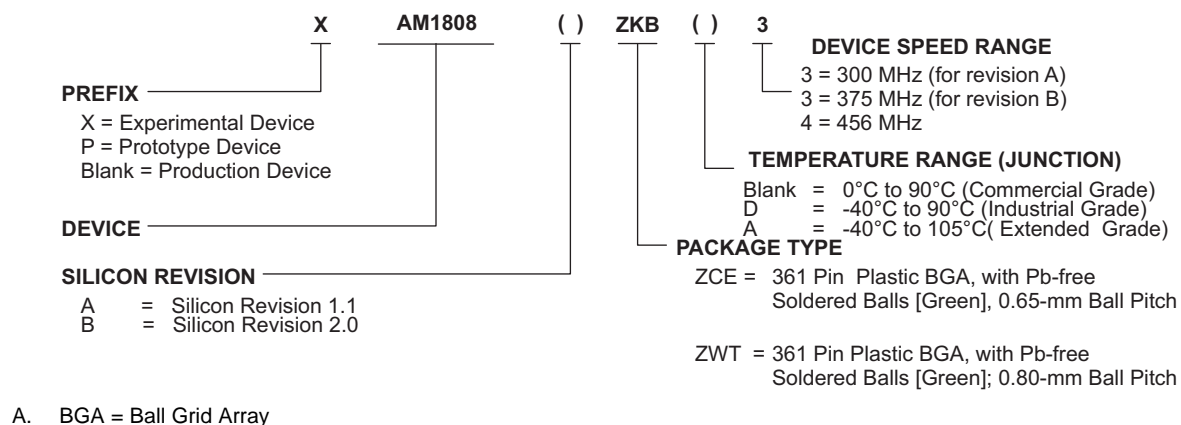 X AM1808 ( ) ZKB ( ) 3
PREFIX
X = Experimental Device
P = Prototype Device
Blank = Production Device
DEVICE
SILICON REVISION
A = Silicon Revision 1.1
B = Silicon Revision 2.0
DEVICE SPEED RANGE
3 = 300 MHz (for revision A)
3 = 375 MHz (for revision B)
4 = 456 MHz
TEMPERATURE RANGE (JUNCTION)
Blank = 0°C to 90°C (Commercial Grade)
D = -40°C to 90°C (Industrial Grade)
A = -40°C to 105°C( Extended Grade)
PACKAGE TYPE
ZCE = 361 Pin Plastic BGA, with Pb-free
Soldered Balls [Green], 0.65-mm Ball Pitch
ZWT = 361 Pin Plastic BGA, with Pb-free
Soldered Balls [Green]; 0.80-mm Ball Pitch
A. BGA = Ball Grid Array